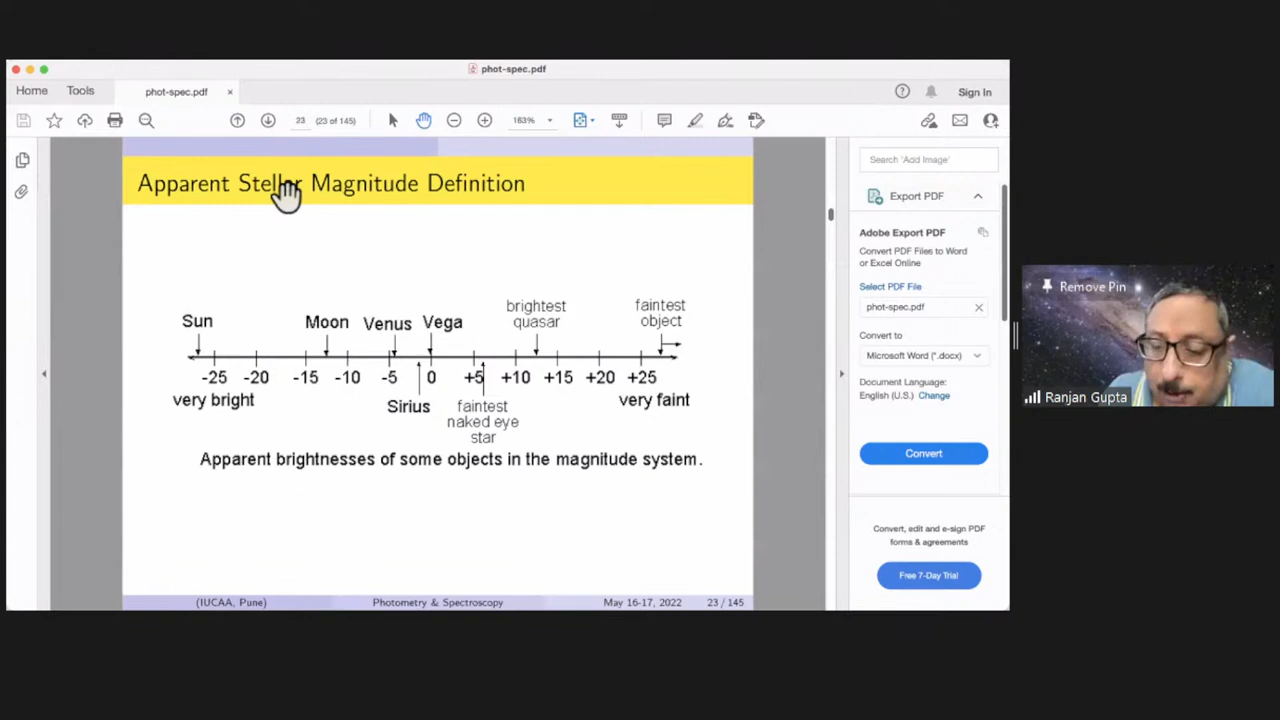 phot-spec.pdf
Home Tools phot-spec.pdf × Sign In
23 (23 of 145) 163%
Apparent Stellar Magnitude Definition
Sun Moon Venus Vega brightest quasar faintest object
-25 -20 -15 -10 -5 0 +5 +10 +15 +20 +25
very bright Sirius faintest naked eye star very faint
Apparent brightnesses of some objects in the magnitude system.
(IUCAA, Pune) Photometry & Spectroscopy May 16-17, 2022 23 / 145
Search 'Add Image'
Export PDF
Adobe Export PDF
Convert PDF Files to Word
or Excel Online
Select PDF File
phot-spec.pdf
Convert to
Microsoft Word (*.docx)
Document Language:
English (U.S.) Change
Convert
Convert, edit and e-sign PDF
forms & agreements
Free 7-Day Trial
Remove Pin
Ranjan Gupta